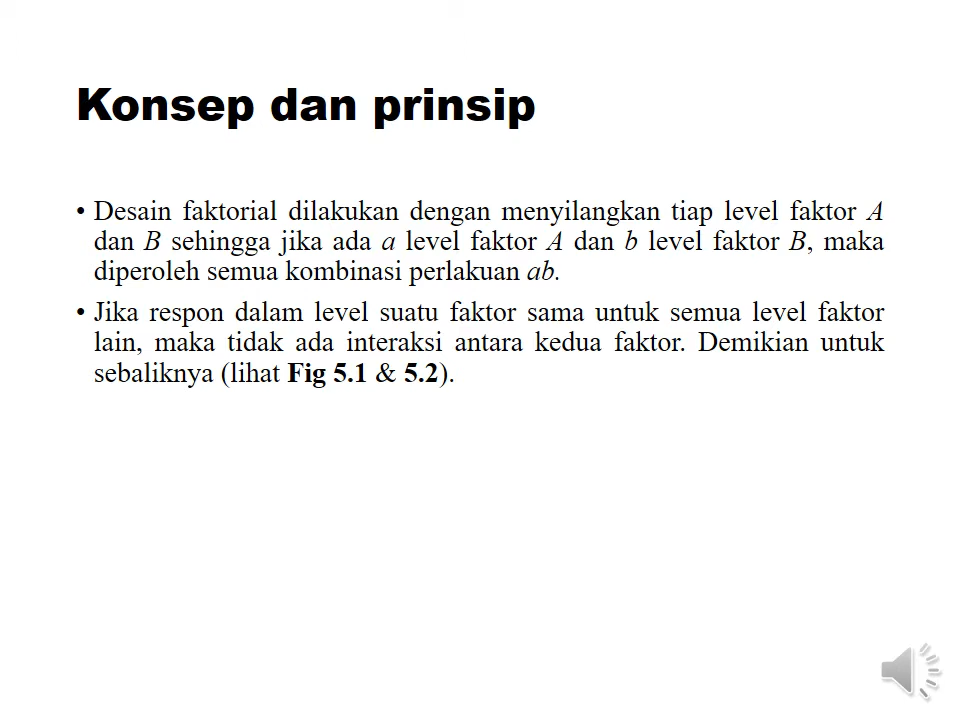 Konsep dan prinsip
• Desain faktorial dilakukan dengan menyilangkan tiap level faktor A
dan B sehingga jika ada a level faktor A dan b level faktor B, maka
diperoleh semua kombinasi perlakuan ab.
• Jika respon dalam level suatu faktor sama untuk semua level faktor
lain, maka tidak ada interaksi antara kedua faktor. Demikian untuk
sebaliknya (lihat Fig 5.1 & 5.2).